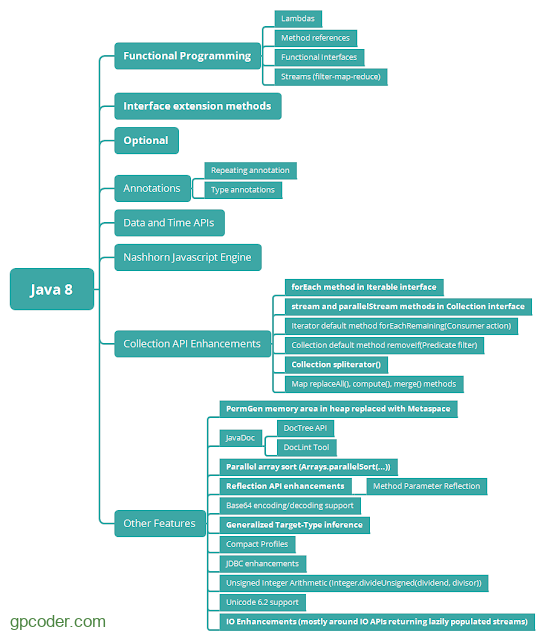 Java 8
Functional Programming
Lambdas
Method references
Functional Interfaces
Streams (filter-map-reduce)
Interface extension methods
Optional
Annotations
Repeating annotation
Type annotations
Data and Time APIs
Nashhorn Javascript Engine
Collection API Enhancements
forEach method in Iterable interface
stream and parallelStream methods in Collection interface
Iterator default method forEachRemaining(Consumer action)
Collection default method removeIf(Predicate filter)
Collection spliterator()
Map replaceAll(), compute(), merge() methods
Other Features
PermGen memory area in heap replaced with Metaspace
JavaDoc
DocTree API
DocLint Tool
Parallel array sort (Arrays.parallelSort(...))
Reflection API enhancements
Method Parameter Reflection
Base64 encoding/decoding support
Generalized Target-Type Inference
Compact Profiles
JDBC enhancements
Unsigned Integer Arithmetic (Integer.divideUnsigned(dividend, divisor))
Unicode 6.2 support
IO Enhancements (mostly around IO APIs returning lazily populated streams)
gpcoder.com